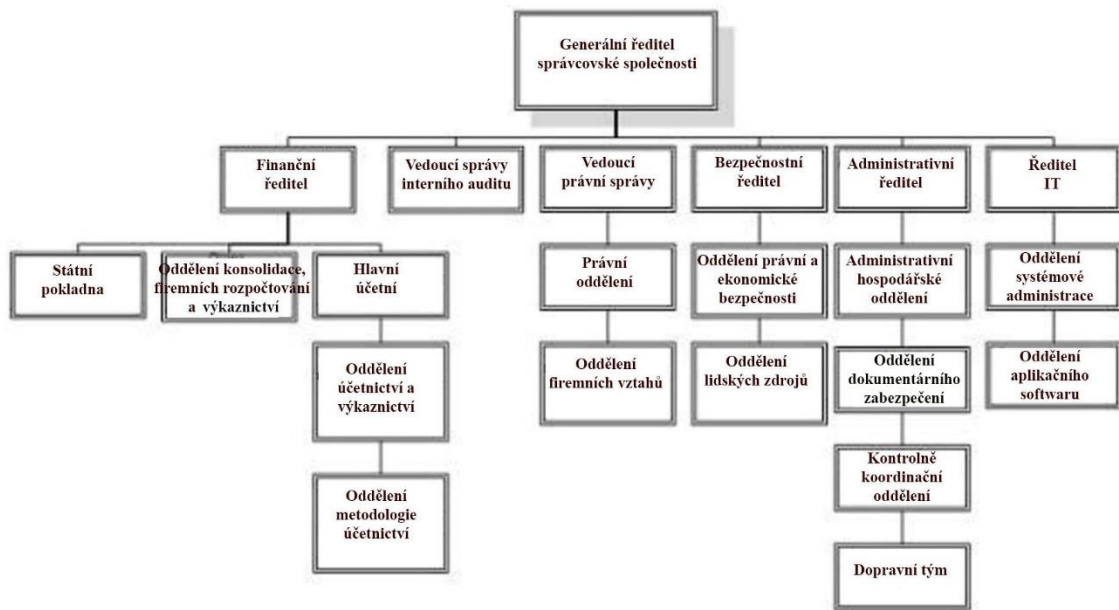 Generální ředitel
správcovské společnosti
Finanční
ředitel
Vedoucí správy
interního auditu
Vedoucí
právní správy
Bezpečnostní
ředitel
Administrativní
ředitel
Ředitel
IT
Státní
pokladna
Oddělení konsolidace,
firemních rozpočtování
a výkaznictví
Hlavní
účetní
Právní
oddělení
Oddělení právní a
ekonomické
bezpečnosti
Administrativní
hospodářské
oddělení
Oddělení
systémové
administrace
Oddělení
účetnictví a
výkaznictví
Oddělení
firemních vztahů
Oddělení
lidských zdrojů
Oddělení
dokumentárního
zabezpečení
Oddělení
aplikačního
softwaru
Oddělení
metodologie
účetnictví
Kontrolně
koordinační
oddělení
Dopravní tým